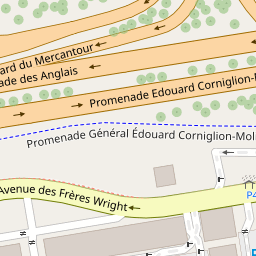 ard du Mercantour
ade des Anglais
Promenade Edouard Corniglion-
Promenade Général Édouard Corniglion-Mol
Avenue des Frères Wright
P